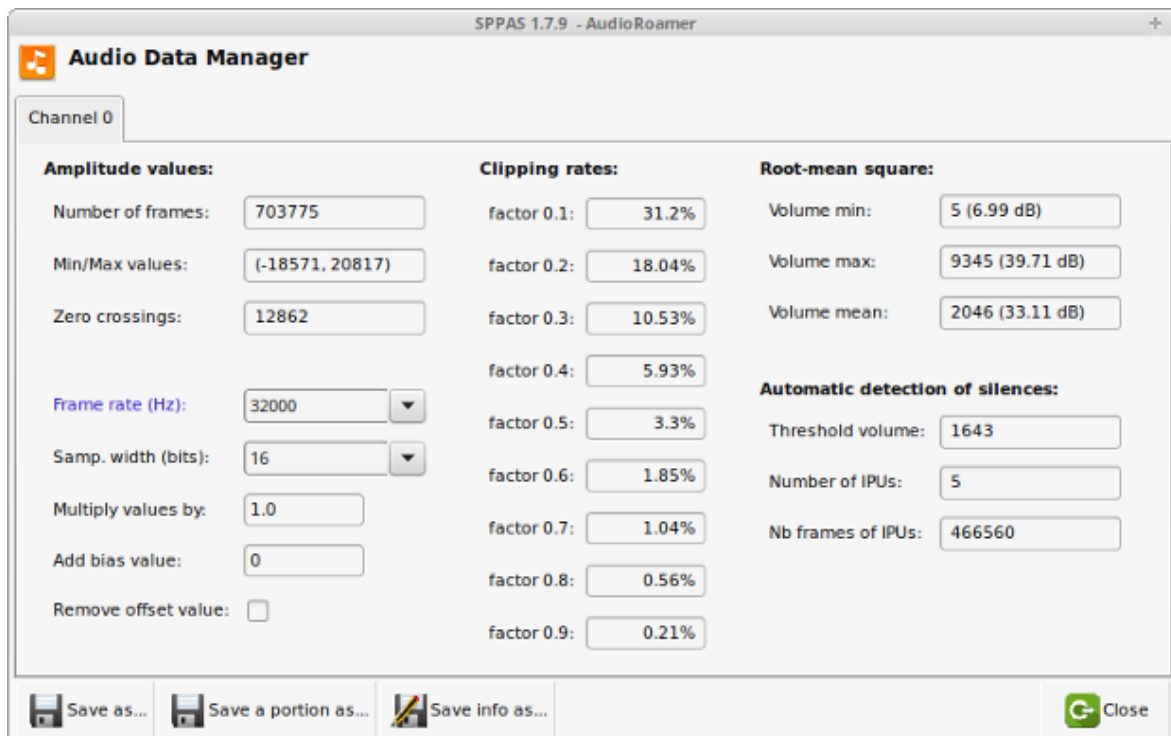 SPPAS 1.7.9 - AudioRoamer
Audio Data Manager
Channel 0
Amplitude values:
Number of frames: 703775
Min/Max values: (-18571, 20817)
Zero crossings: 12862
Frame rate (Hz): 32000
Samp. width (bits): 16
Multiply values by: 1.0
Add bias value: 0
Remove offset value:
Clipping rates:
factor 0.1: 31.2%
factor 0.2: 18.04%
factor 0.3: 10.53%
factor 0.4: 5.93%
factor 0.5: 3.3%
factor 0.6: 1.85%
factor 0.7: 1.04%
factor 0.8: 0.56%
factor 0.9: 0.21%
Root-mean square:
Volume min: 5 (6.99 dB)
Volume max: 9345 (39.71 dB)
Volume mean: 2046 (33.11 dB)
Automatic detection of silences:
Threshold volume: 1643
Number of IPUs: 5
Nb frames of IPUs: 466560
Save as... Save a portion as... Save info as... Close